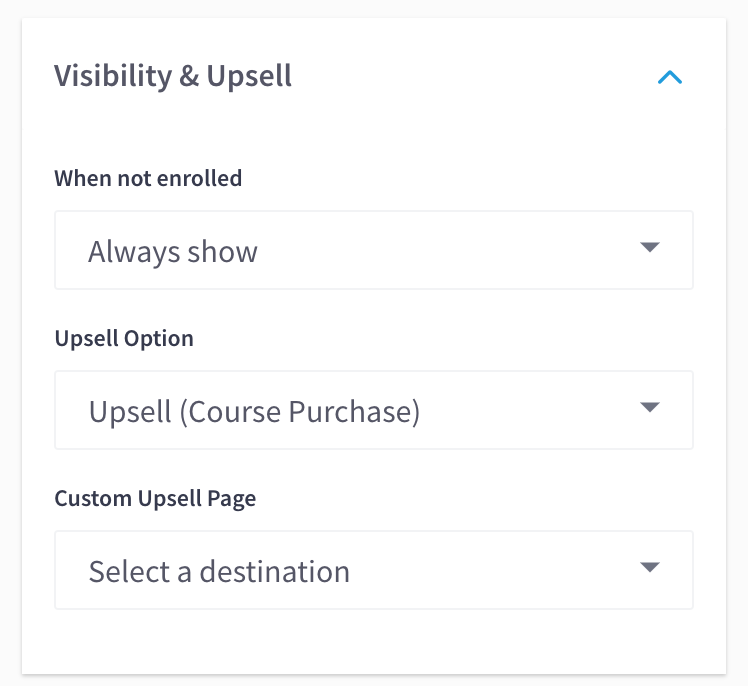 Visibility & Upsell
When not enrolled
Always show
Upsell Option
Upsell (Course Purchase)
Custom Upsell Page
Select a destination